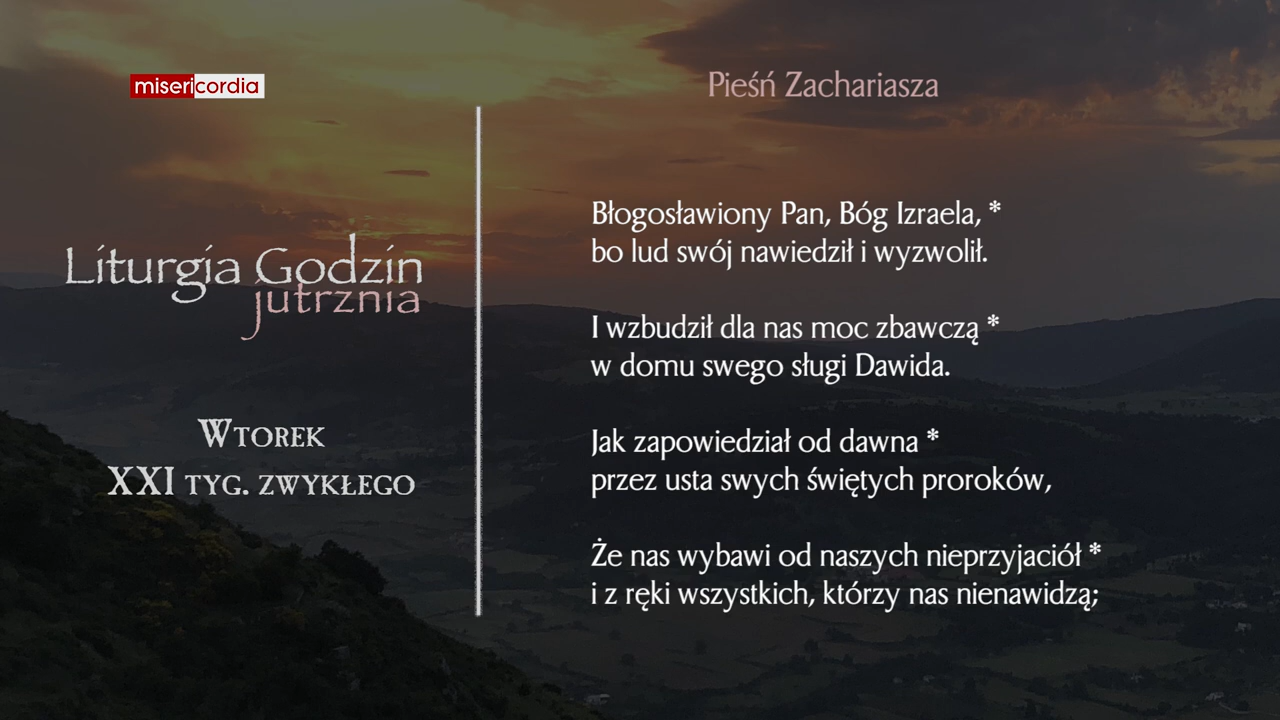 misericordia
Pieśń Zachariasza
Liturgia Godzin
jutrznia
Wtorek
XXI tyg. zwykłego
Błogosławiony Pan, Bóg Izraela, *
bo lud swój nawiedził i wyzwolił.
I wzbudził dla nas moc zbawczą *
w domu swego sługi Dawida.
Jak zapowiedział od dawna *
przez usta swych świętych proroków,
Że nas wybawi od naszych nieprzyjaciół *
i z ręki wszystkich, którzy nas nienawidzą;